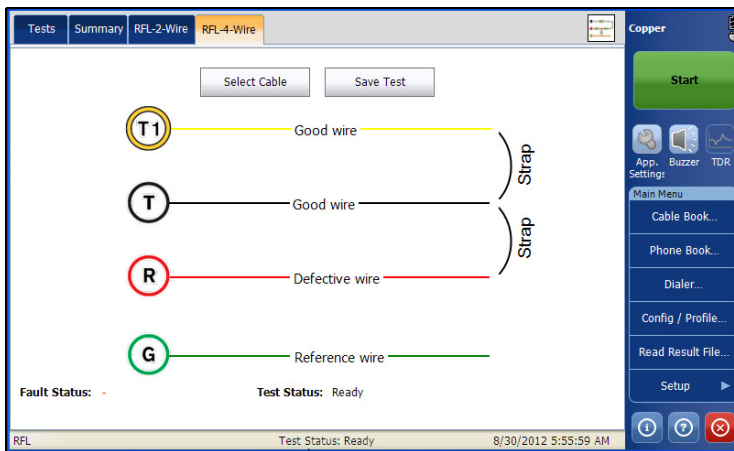 Tests Summary RFL-2-Wire RFL-4-Wire
Select Cable Save Test
T1 Good wire
Strap
T Good wire
Strap
R Defective wire
G Reference wire
Fault Status: - Test Status: Ready
RFL Test Status: Ready 8/30/2012 5:55:59 AM
Copper
Start
App. Buzzer TDR
Settings
Main Menu
Cable Book...
Phone Book...
Dialer...
Config / Profile...
Read Result File...
Setup